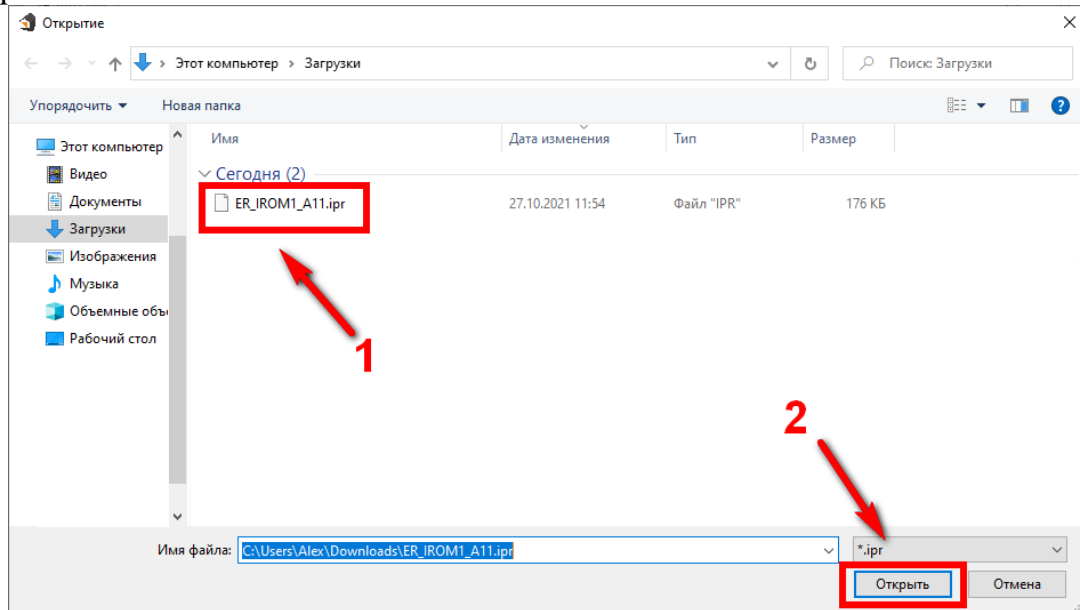 Открытие
Этот компьютер › Загрузки
Поиск: Загрузки
Упорядочить
Новая папка
Этот компьютер
Видео
Документы
Загрузки
Изображения
Музыка
Объемные объ
Рабочий стол
Имя
Дата изменения
Тип
Размер
Сегодня (2)
ER_IROM1_A11.ipr
27.10.2021 11:54
Файл "IPR"
176 КБ
1
2
Имя файла:
C:\Users\Alex\Downloads\ER_IROM1_A11.ipr
*.ipr
Открыть
Отмена